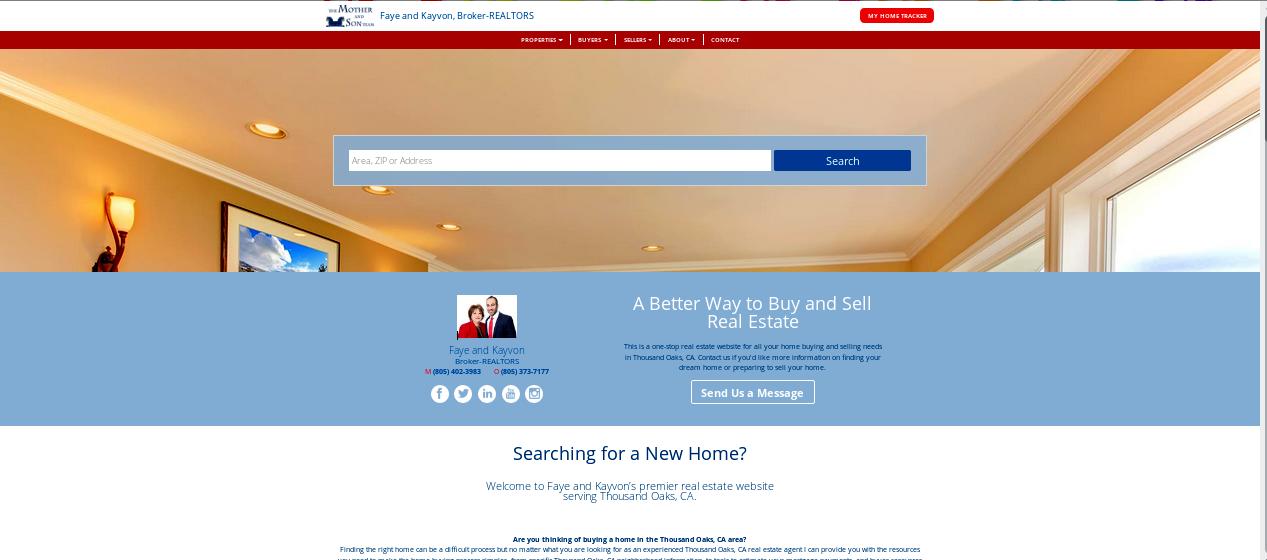 THE MOTHER
AND
SON TEAM
Faye and Kayvon, Broker-REALTORS
MY HOME TRACKER
PROPERTIES
BUYERS
SELLERS
ABOUT
CONTACT
Area, ZIP or Address
Search
Faye and Kayvon
Broker-REALTORS
M (805) 402-3983 O (805) 373-7177
A Better Way to Buy and Sell
Real Estate
This is a one-stop real estate website for all your home buying and selling needs
in Thousand Oaks, CA. Contact us if you'd like more information on finding your
dream home or preparing to sell your home.
Send Us a Message
Searching for a New Home?
Welcome to Faye and Kayvon's premier real estate website
serving Thousand Oaks, CA.
Are you thinking of buying a home in the Thousand Oaks, CA area?
Finding the right home can be a difficult process but no matter what you are looking for as an experienced Thousand Oaks, CA real estate agent I can provide you with the resources